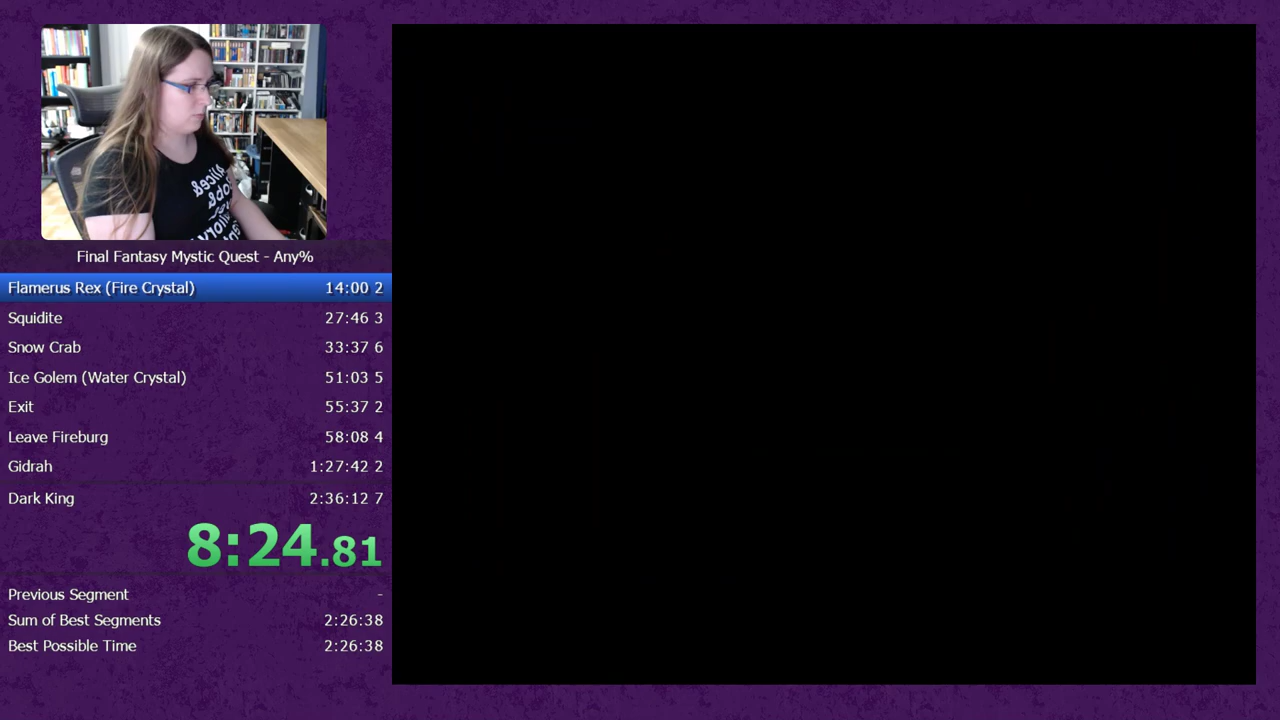 Final Fantasy Mystic Quest - Any%
Flamerus Rex (Fire Crystal) 14:00 2
Squidite 27:46 3
Snow Crab 33:37 6
Ice Golem (Water Crystal) 51:03 5
Exit 55:37 2
Leave Fireburg 58:08 4
Gidrah 1:27:42 2
Dark King 2:36:12 7
8:24.81
Previous Segment -
Sum of Best Segments 2:26:38
Best Possible Time 2:26:38